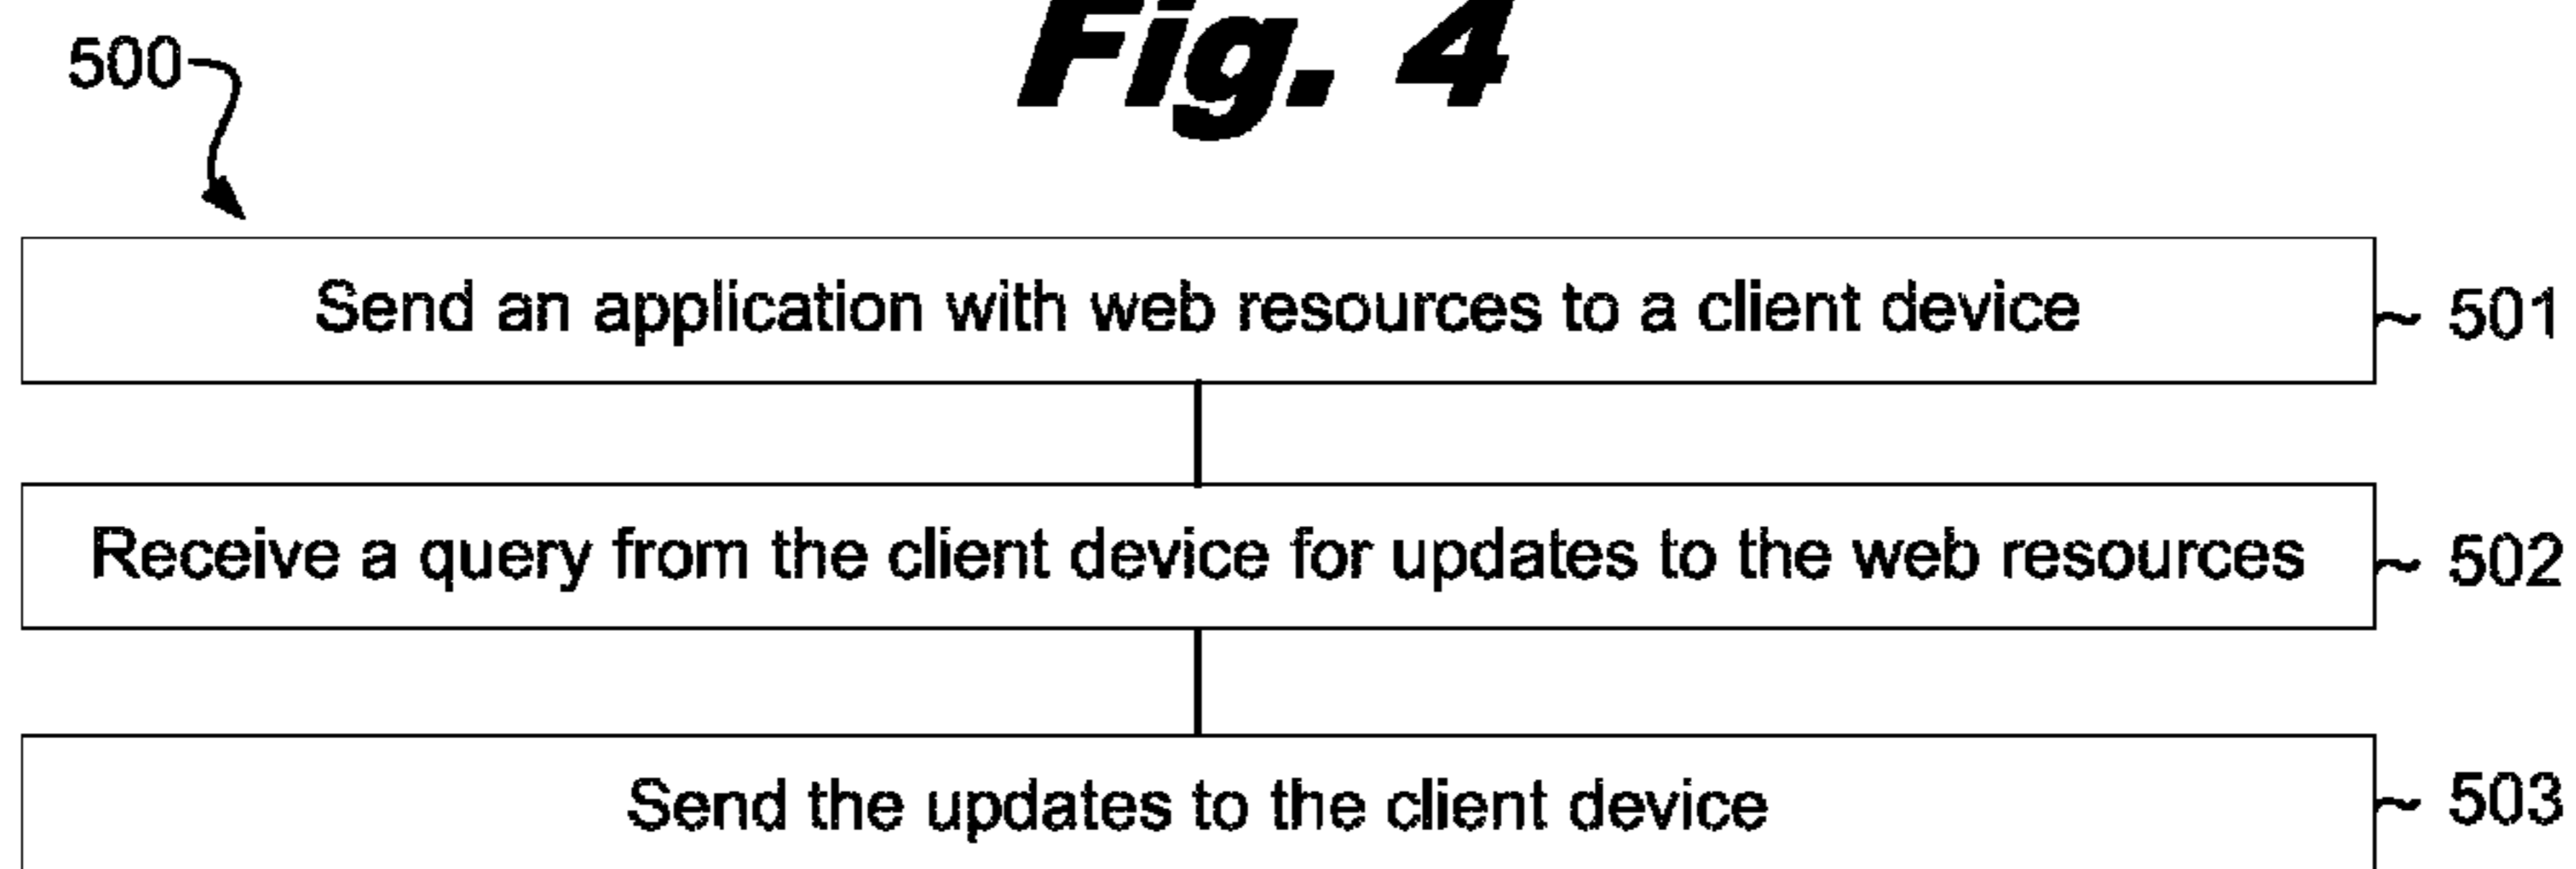 Fig. 4
500
Send an application with web resources to a client device
~ 501
Receive a query from the client device for updates to the web resources
~ 502
Send the updates to the client device
~ 503